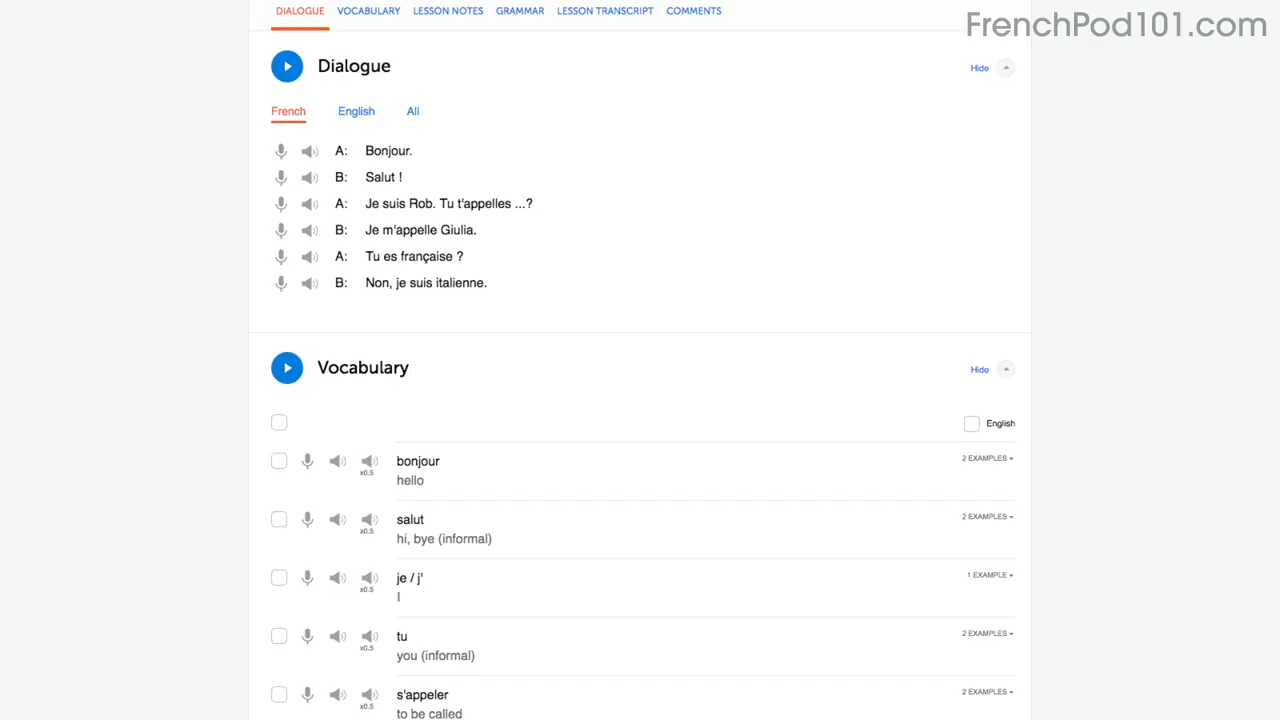 DIALOGUE VOCABULARY LESSON NOTES GRAMMAR LESSON TRANSCRIPT COMMENTS
FrenchPod101.com
Dialogue
Hide
French English All
A: Bonjour.
B: Salut !
A: Je suis Rob. Tu t'appelles ...?
B: Je m'appelle Giulia.
A: Tu es française ?
B: Non, je suis italienne.
Vocabulary
Hide
English
bonjour
2 EXAMPLES
x0.5
hello
salut
2 EXAMPLES
x0.5
hi, bye (informal)
je / j'
1 EXAMPLE
x0.5
I
tu
2 EXAMPLES
x0.5
you (informal)
s'appeler
2 EXAMPLES
x0.5
to be called